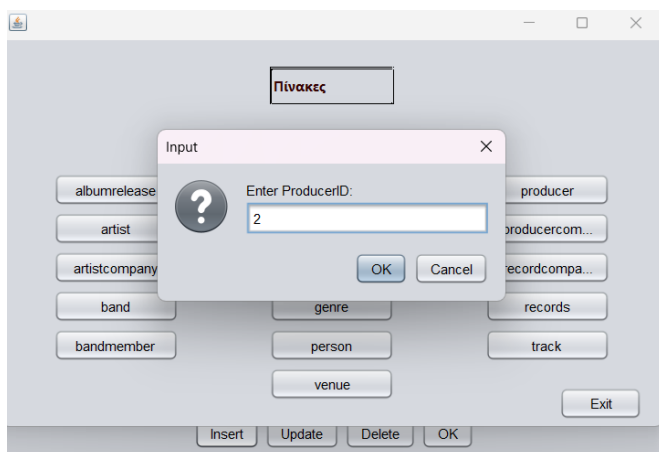 Πίνακες
Input
Enter ProducerID:
2
OK Cancel
albumrelease
artist
artistcompany
band
bandmember
genre
person
venue
producer
producercom...
recordcompa...
records
track
Exit
Insert Update Delete OK